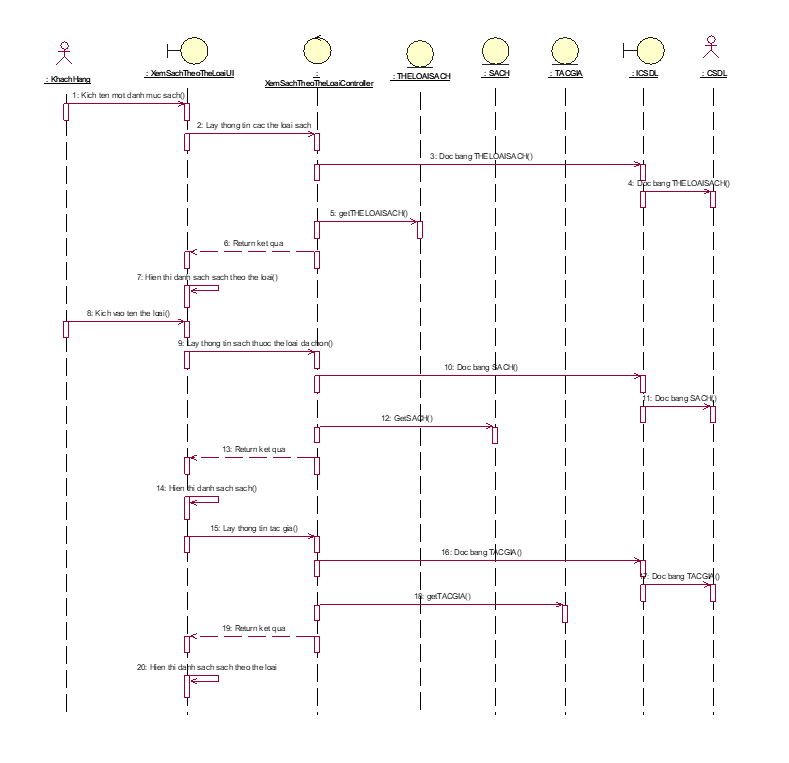 : KhachHang
: XemSachTheoTheLoaiUI
:
XemSachTheoTheLoaiController
: THELOAISACH
: SACH
: TACGIA
: ICSDL
: CSDL
1: Kich ten mot danh muc sach()
2: Lay thong tin cac the loai sach
3: Doc bang THELOAISACH()
4: Doc bang THELOAISACH()
5: getTHELOAISACH()
6: Return ket qua
7: Hien thi danh sach sach theo the loai()
8: Kich vao ten the loai()
9: Lay thong tin sach thuoc the loai da chon()
10: Doc bang SACH()
11: Doc bang SACH()
12: GetSACH()
13: Return ket qua
14: Hien thi danh sach sach()
15: Lay thong tin tac gia()
16: Doc bang TACGIA()
17: Doc bang TACGIA()
18: getTACGIA()
19: Return ket qua
20: Hien thi danh sach sach theo the loai